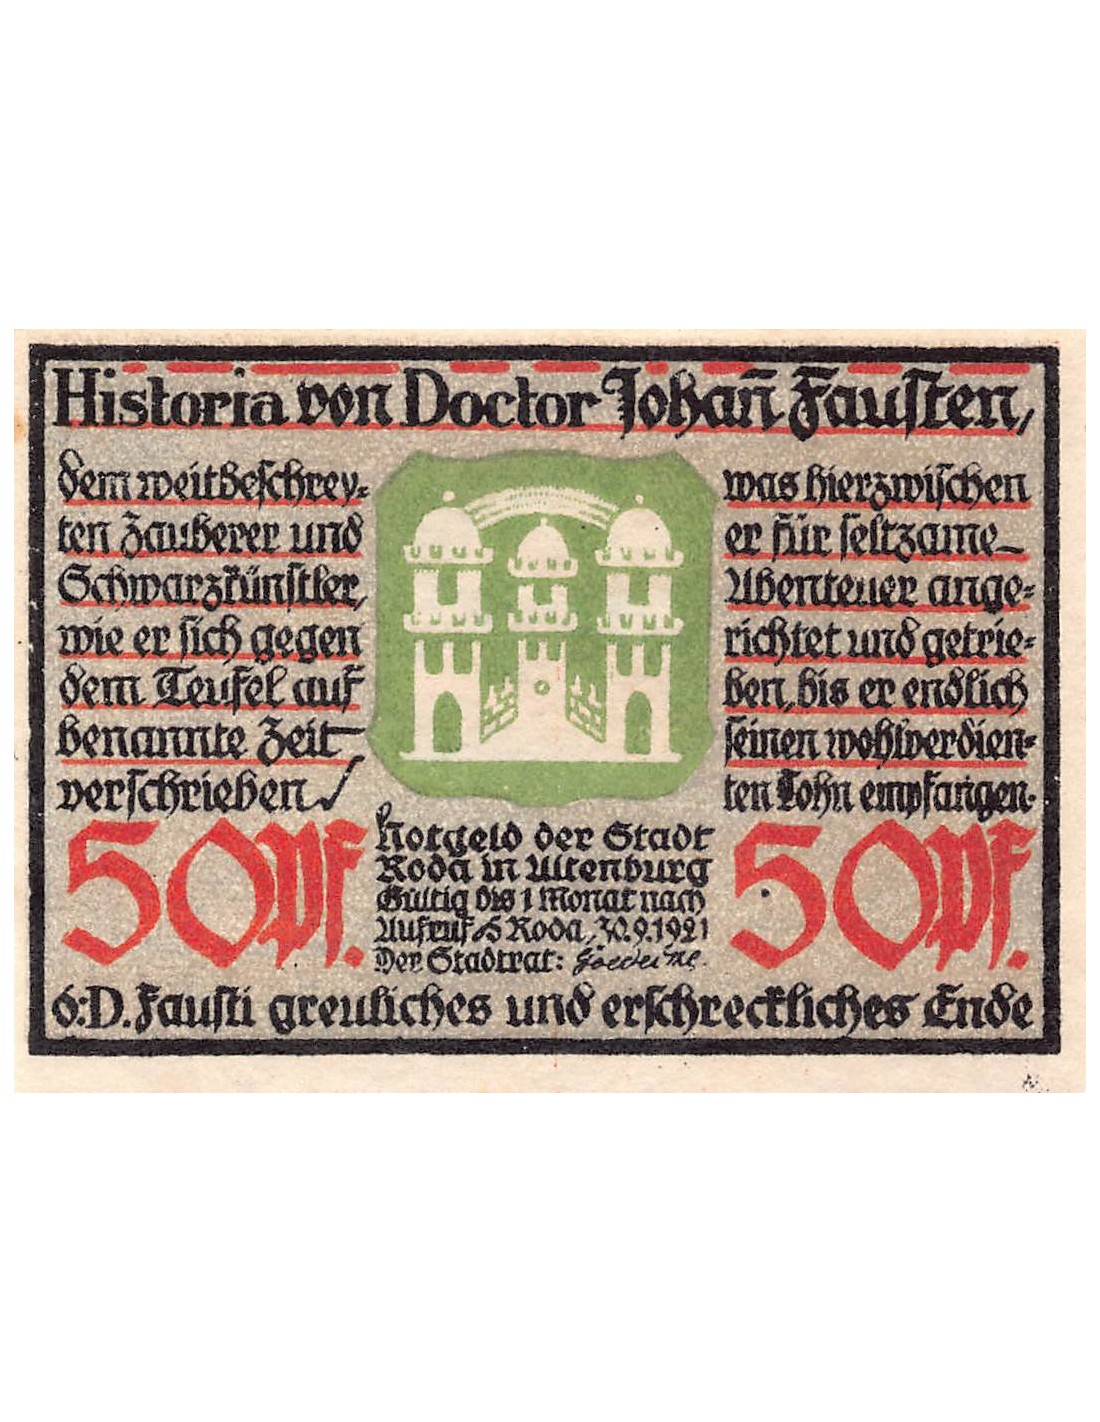 Historia von Doctor Johañ Fausten,
dem weitbeschrey-
ten Zauberer und
Schwarzkünstler,
wie er sich gegen
dem Teufel auf
benannte Zeit
verschrieben
was hierzwischen
er für seltzame
Abenteuer ange-
richtet und getrie-
ben, bis er endlich
seinen wohlverdien-
ten Lohn empfangen.
50Pf.
Notgeld der Stadt
Roda in Altenburg
Gültig bis 1 Monat nach
Aufruf Roda, 30.9.1921
Der Stadtrat:
50Pf.
6: D. Fausti greuliches und erschreckliches Ende